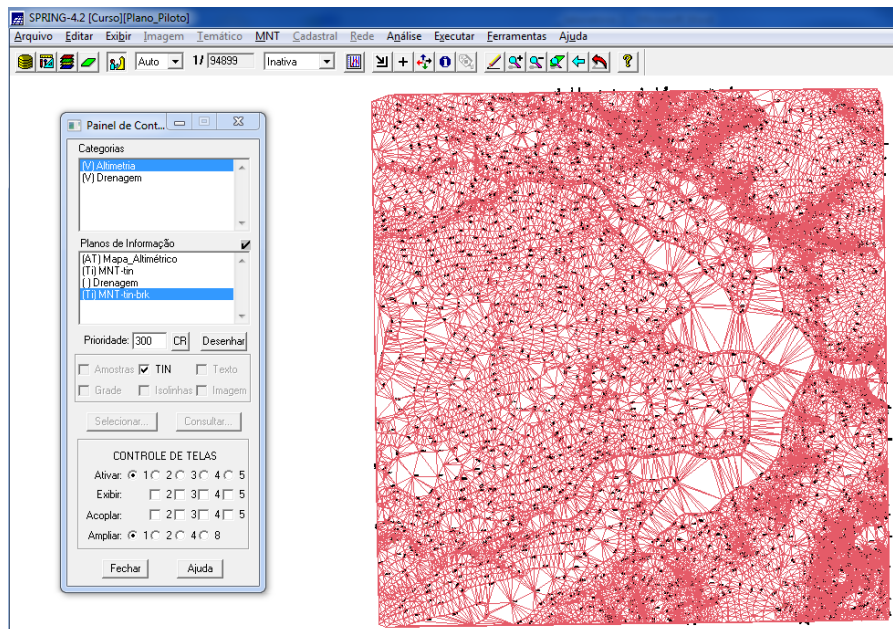 SPRING-4.2 [Curso][Plano_Piloto]
Arquivo Editar Exibir Imagem Temático MNT Cadastral Rede Análise Executar Ferramentas Ajuda
Auto 1/ 94899 Inativa
Painel de Cont...
Categorias
(V) Altimetria
(V) Drenagem
Planos de Informação
(AT) Mapa_Altimétrico
(Ti) MNT-tin
( ) Drenagem
(Ti) MNT-tin-brk
Prioridade: 300 CR Desenhar
Amostras TIN Texto
Grade Isolinhas Imagem
Selecionar... Consultar...
CONTROLE DE TELAS
Ativar: 1 2 3 4 5
Exibir: 2 3 4 5
Acoplar: 2 3 4 5
Ampliar: 1 2 4 8
Fechar Ajuda